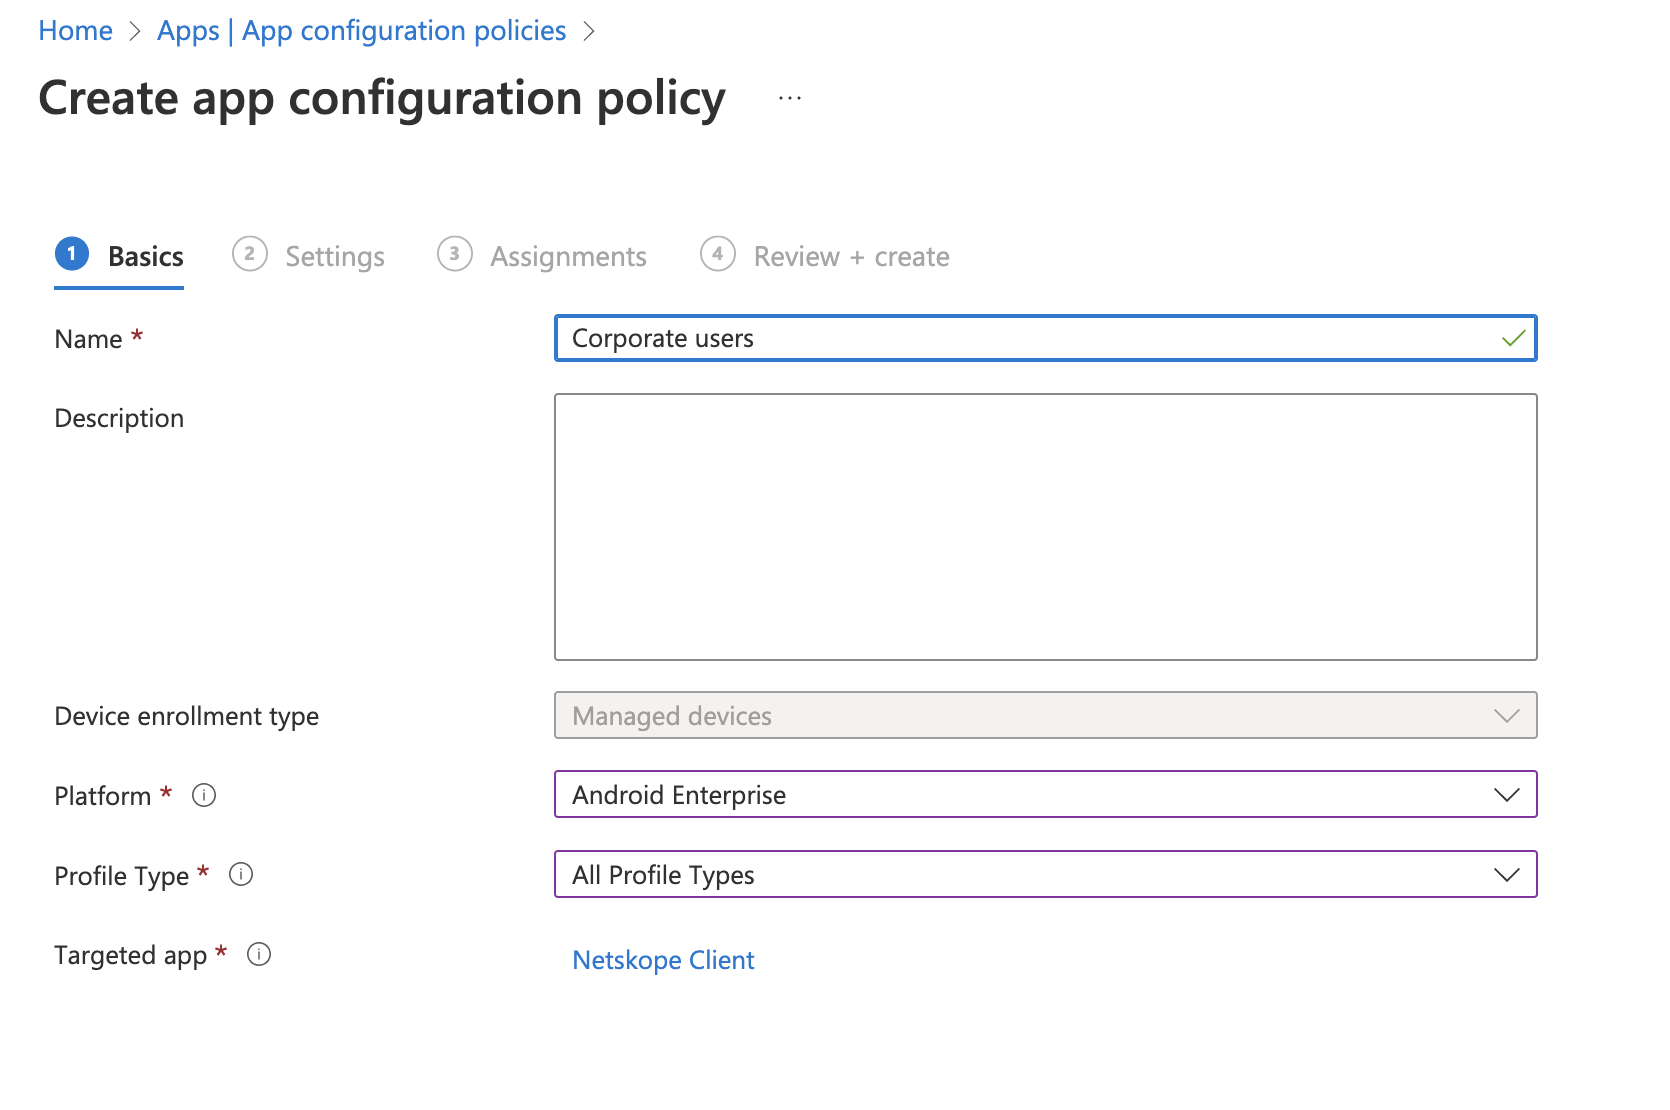 Home > Apps | App configuration policies >
Create app configuration policy ...
1 Basics 2 Settings 3 Assignments 4 Review + create
Name * Corporate users
Description
Device enrollment type Managed devices
Platform * Android Enterprise
Profile Type * All Profile Types
Targeted app * Netskope Client